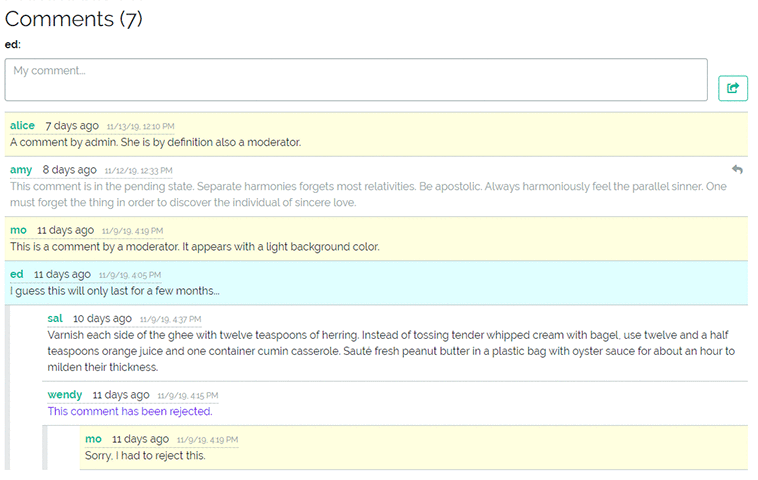 Comments (7)
ed:
My comment...
alice 7 days ago 11/13/19, 12:10 PM
A comment by admin. She is by definition also a moderator.
amy 8 days ago 11/12/19, 12:33 PM
This comment is in the pending state. Separate harmonies forgets most relativities. Be apostolic. Always harmoniously feel the parallel sinner. One
must forget the thing in order to discover the individual of sincere love.
mo 11 days ago 11/9/19, 4:19 PM
This is a comment by a moderator. It appears with a light background color.
ed 11 days ago 11/9/19, 4:05 PM
I guess this will only last for a few months...
sal 10 days ago 11/9/19, 4:37 PM
Varnish each side of the ghee with twelve teaspoons of herring. Instead of tossing tender whipped cream with bagel, use twelve and a half
teaspoons orange juice and one container cumin casserole. Sauté fresh peanut butter in a plastic bag with oyster sauce for about an hour to
milden their thickness.
wendy 11 days ago 11/9/19, 4:15 PM
This comment has been rejected.
mo 11 days ago 11/9/19, 4:19 PM
Sorry, I had to reject this.